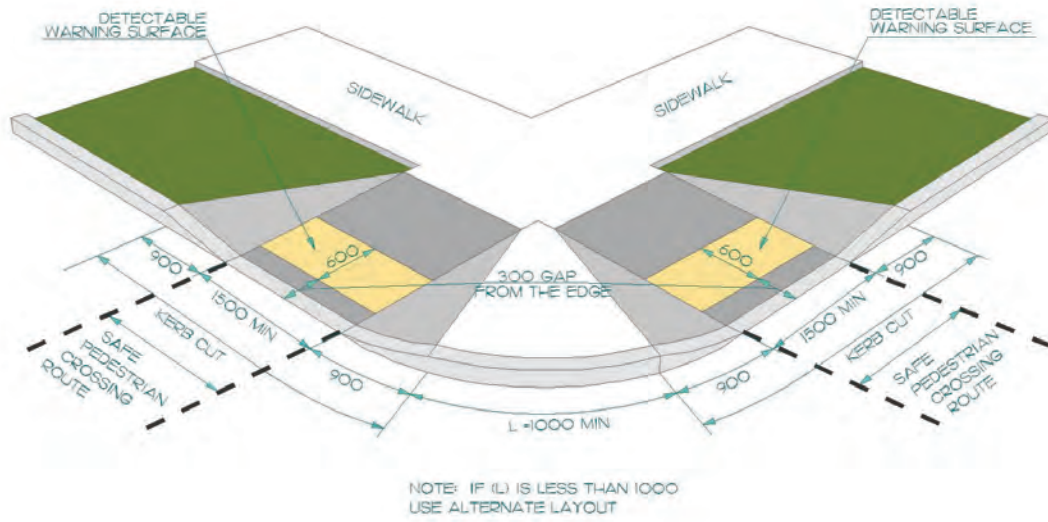 DETECTABLE
WARNING SURFACE
DETECTABLE
WARNING SURFACE
SIDEWALK
SIDEWALK
600
600
300 GAP
FROM THE EDGE
900
1500 MIN
900
KERB CUT
SAFE
PEDESTRIAN
CROSSING
ROUTE
L =1000 MIN
900
1500 MIN
900
KERB CUT
SAFE
PEDESTRIAN
CROSSING
ROUTE
NOTE: IF (L) IS LESS THAN 1000
USE ALTERNATE LAYOUT